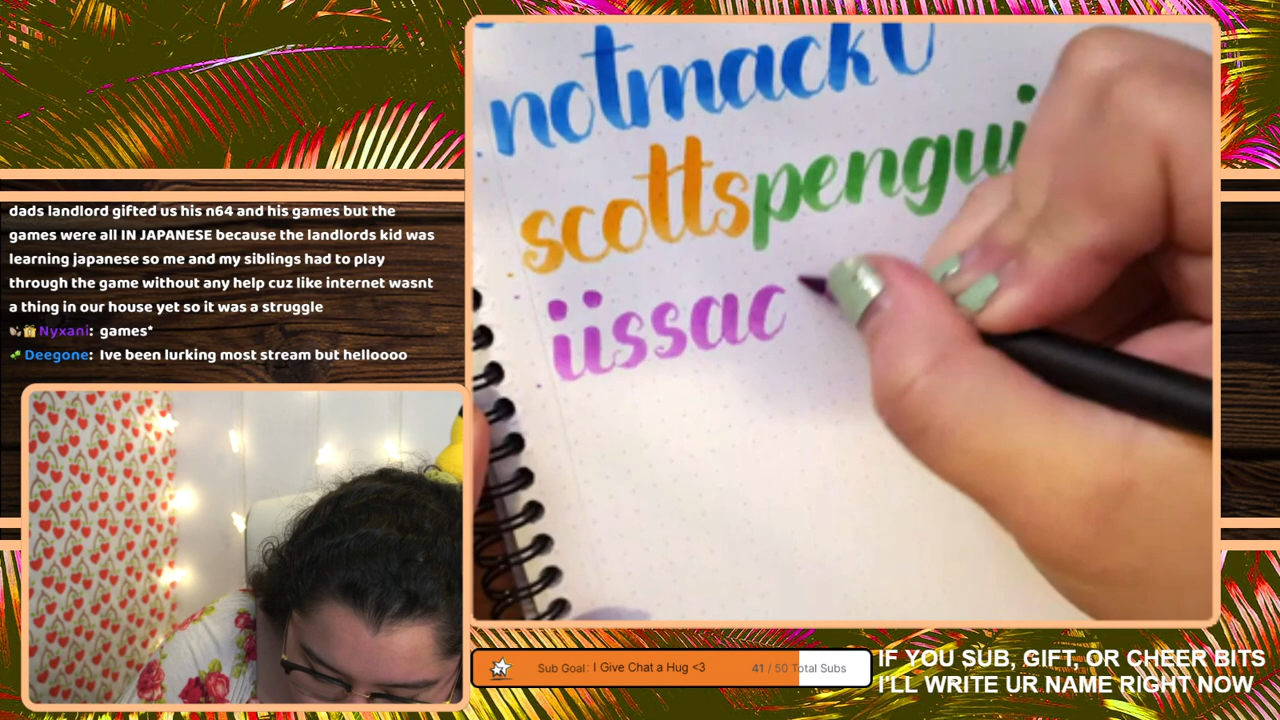 notmack
scottspengui
iissac
dads landlord gifted us his n64 and his games but the
games were all IN JAPANESE because the landlords kid was
learning japanese so me and my siblings had to play
through the game without any help cuz like internet wasnt
a thing in our house yet so it was a struggle
Nyxani: games*
Deegone: Ive been lurking most stream but helloooo
Sub Goal: I Give Chat a Hug <3 41 / 50 Total Subs
IF YOU SUB, GIFT, OR CHEER BITS
I'LL WRITE UR NAME RIGHT NOW